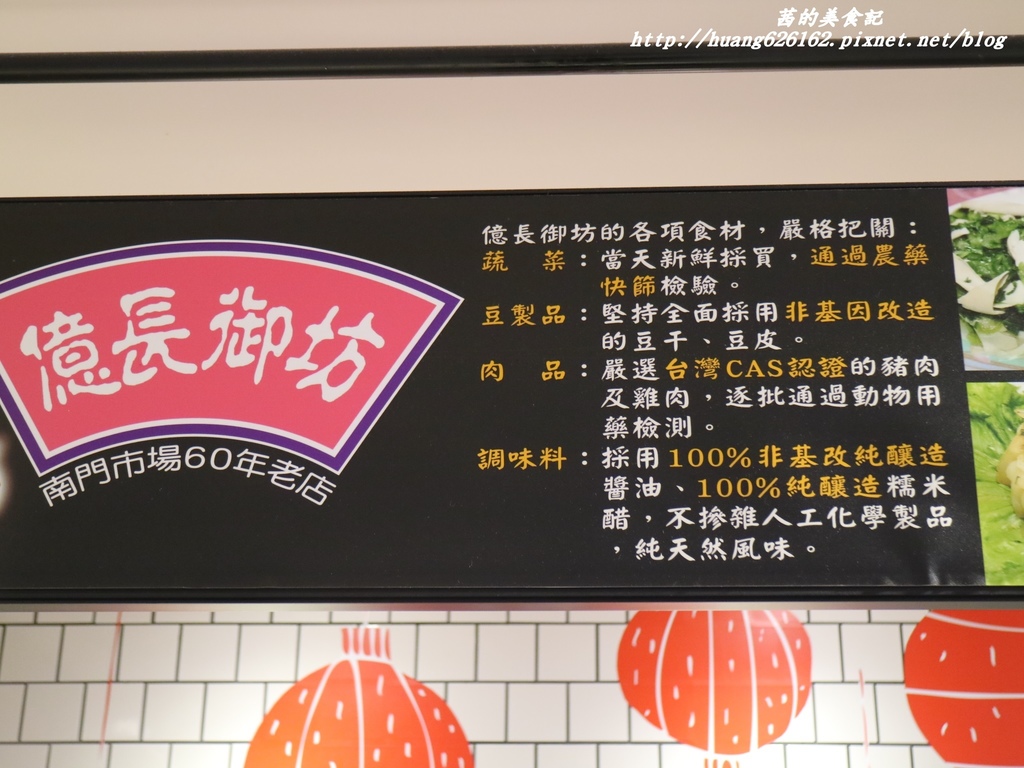 茜的美食記
http://huang626162.pixnet.net/blog
億長御坊
南門市場60年老店
億長御坊的各項食材，嚴格把關：
蔬　菜：當天新鮮採買，通過農藥
快篩檢驗。
豆製品：堅持全面採用非基因改造
的豆干、豆皮。
肉　品：嚴選台灣CAS認證的豬肉
及雞肉，逐批通過動物用
藥檢測。
調味料：採用100%非基改純釀造
醬油、100%純釀造糯米
醋，不摻雜人工化學製品
，純天然風味。